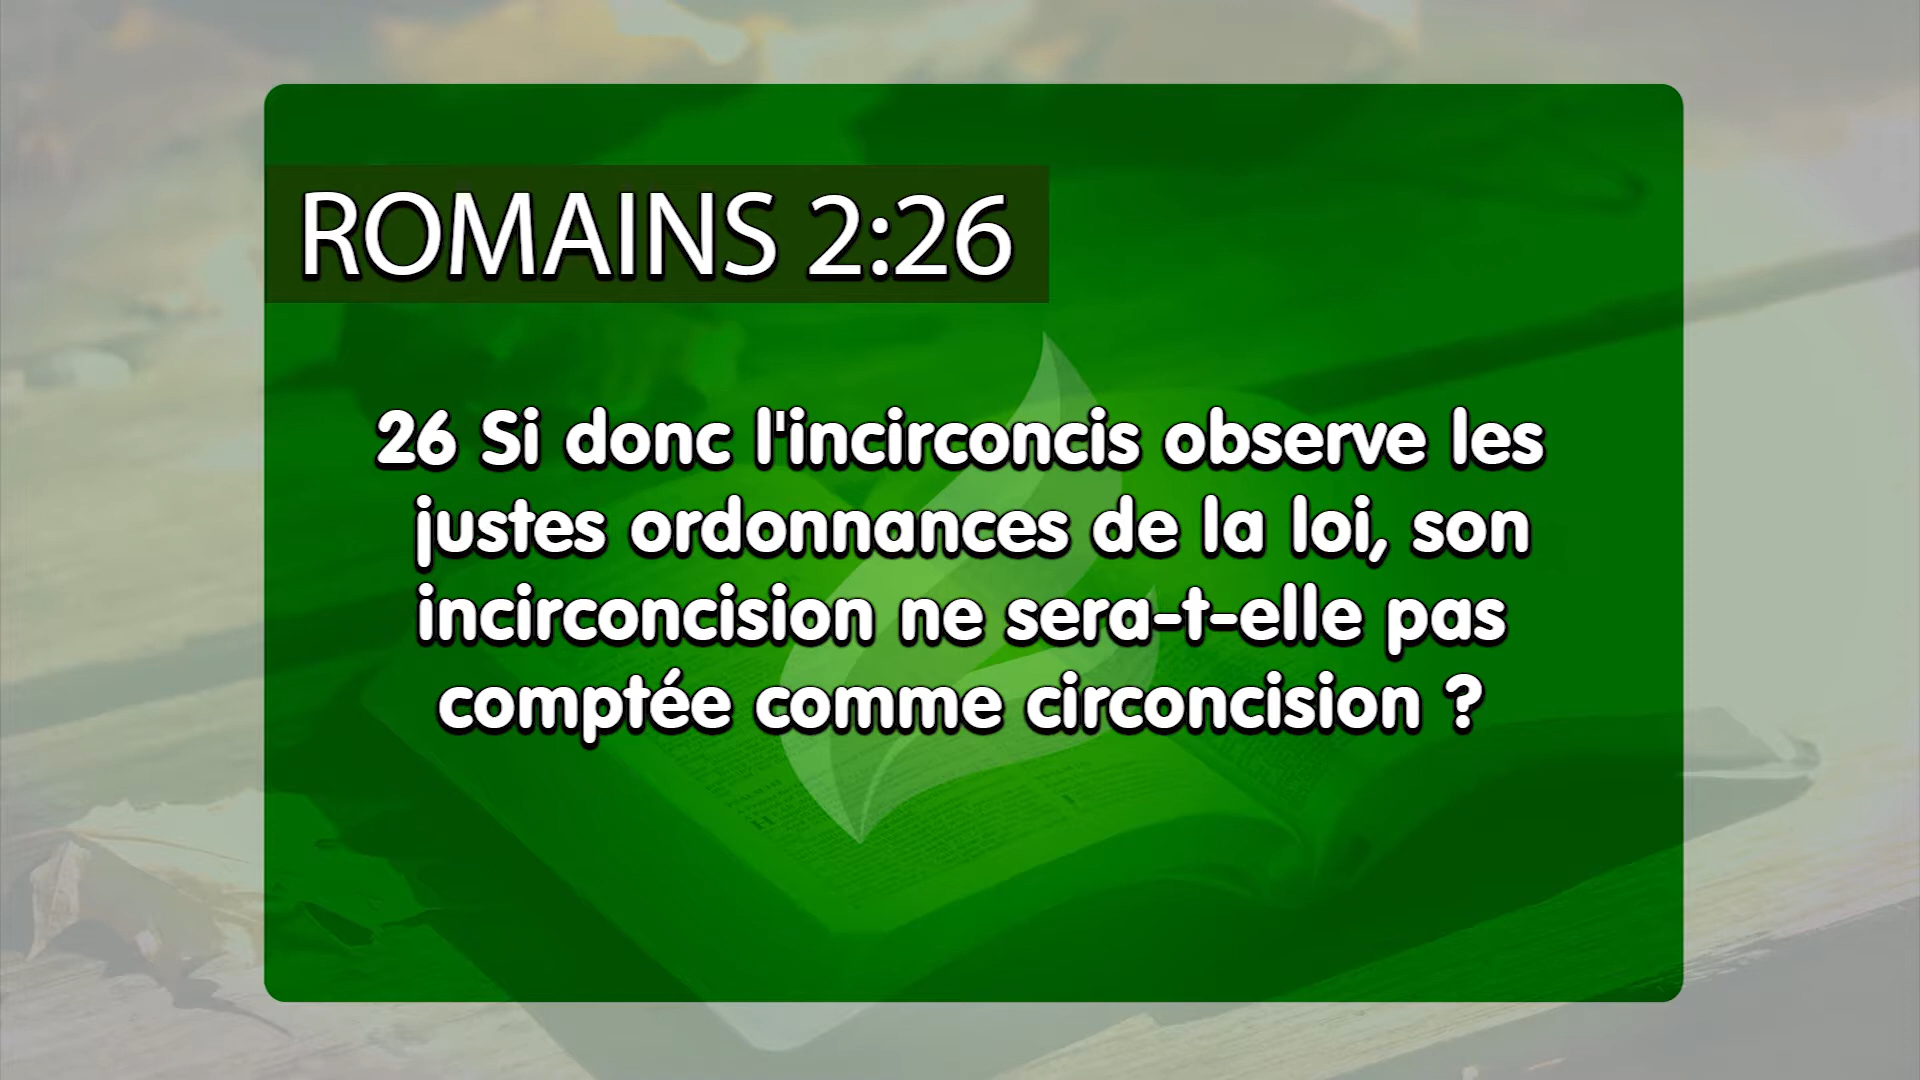 ROMAINS 2:26
26 Si donc l'incirconcis observe les
justes ordonnances de la loi, son
incirconcision ne sera-t-elle pas
comptée comme circoncision ?